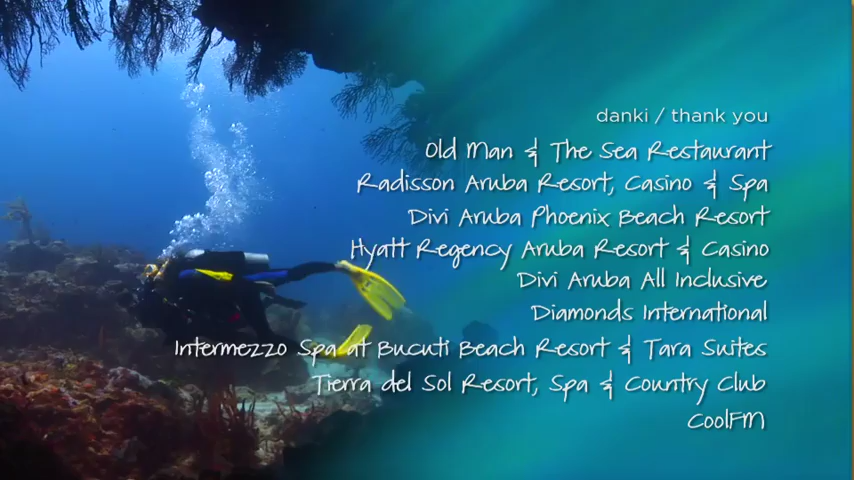 danki / thank you
Old Man & The Sea Restaurant
Radisson Aruba Resort, Casino & Spa
Divi Aruba Phoenix Beach Resort
Hyatt Regency Aruba Resort & Casino
Divi Aruba All Inclusive
Diamonds International
Intermezzo Spa at Bucuti Beach Resort & Tara Suites
Tierra del Sol Resort, Spa & Country Club
CoolFM